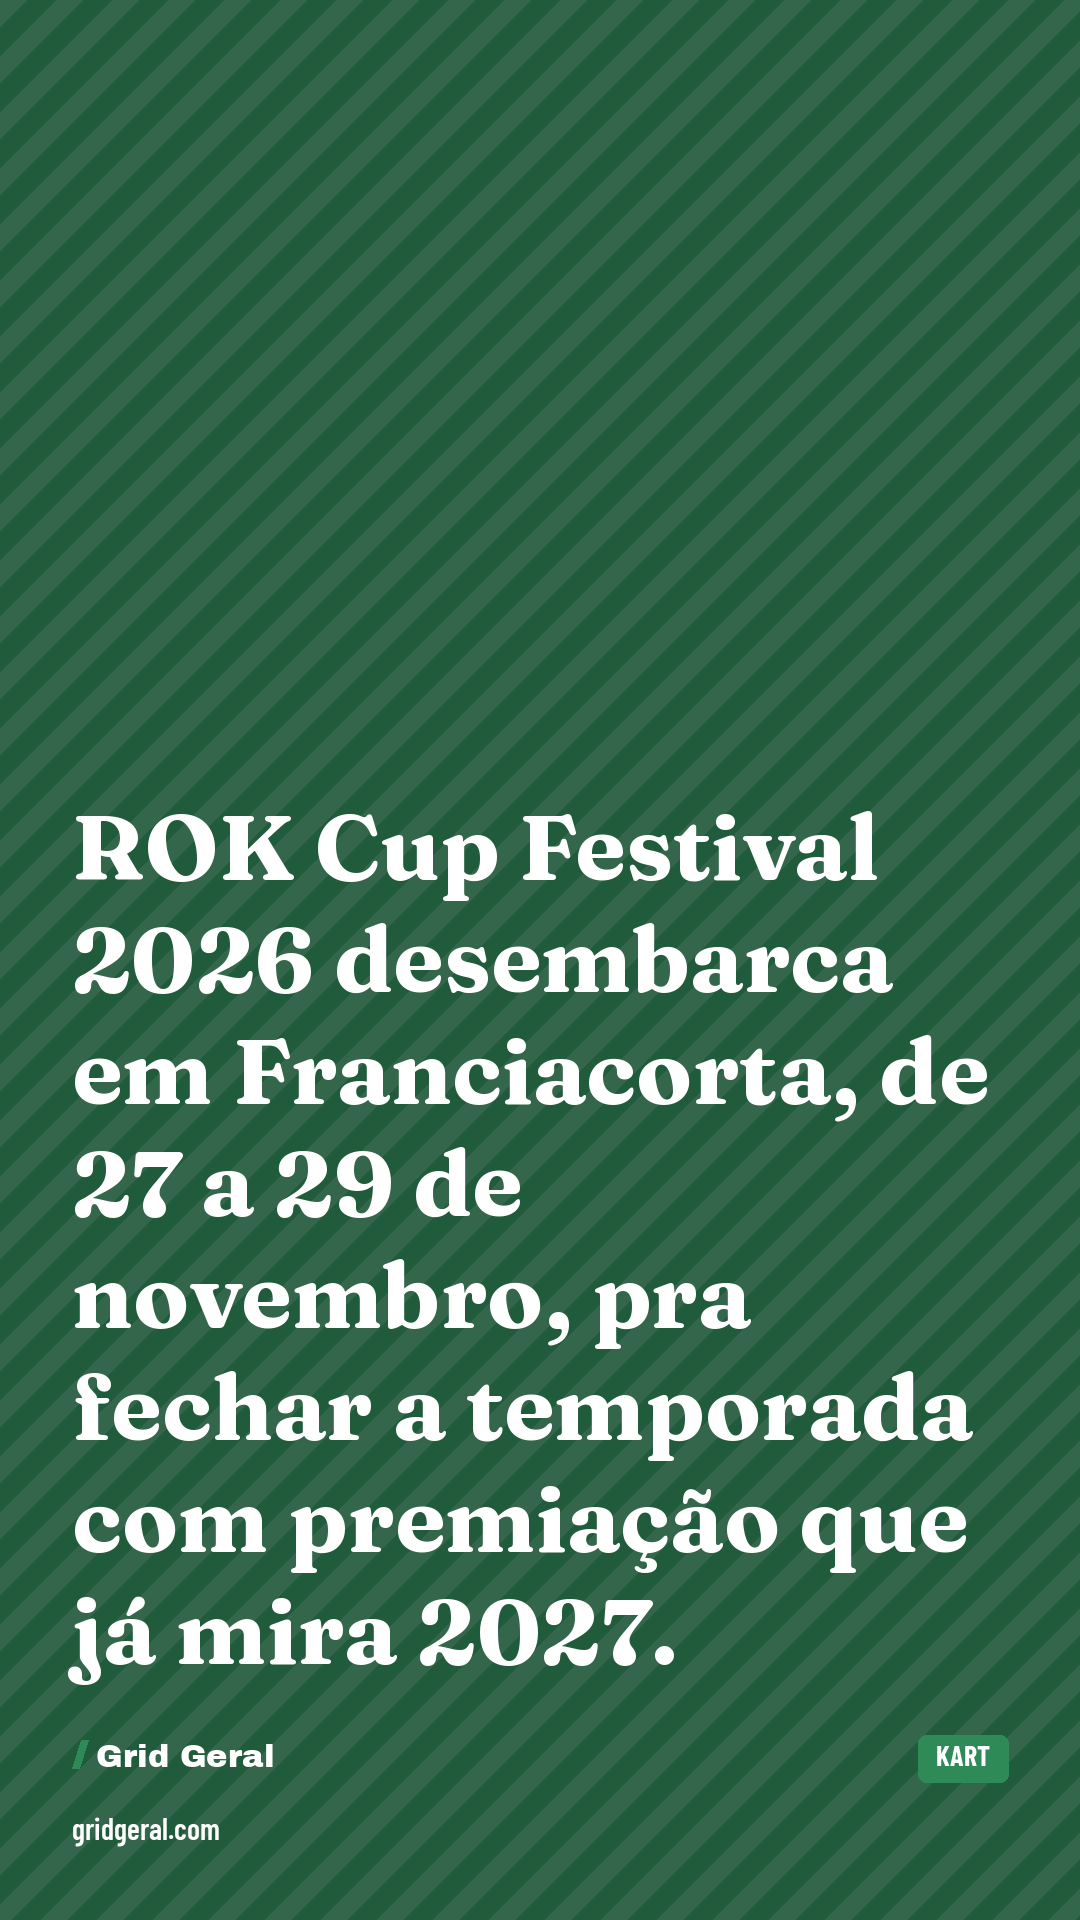 ROK Cup Festival
2026 desembarca
em Franciacorta, de
27 a 29 de
novembro, pra
fechar a temporada
com premiação que
já mira 2027.
/ Grid Geral
KART
gridgeral.com